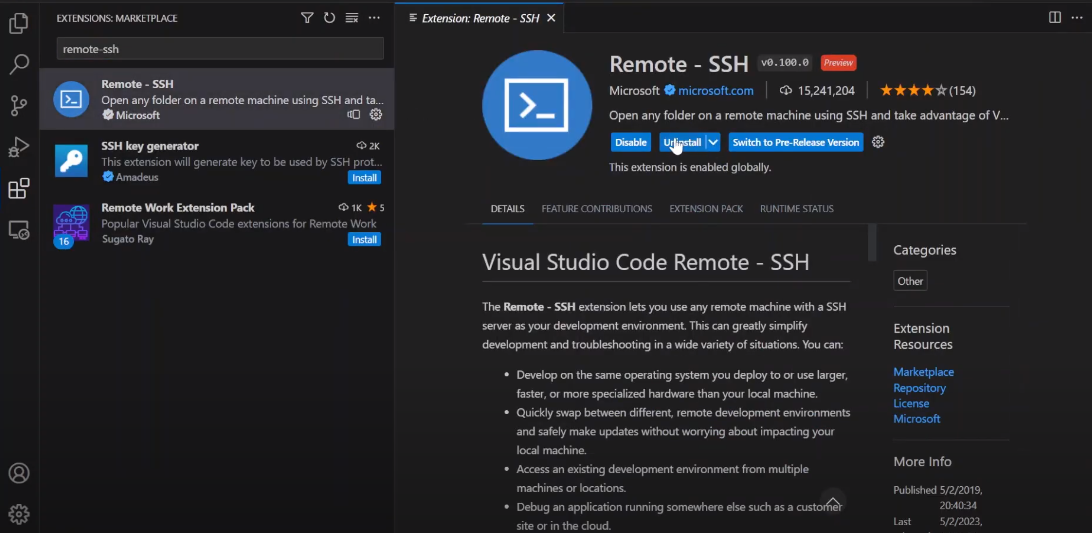 EXTENSIONS: MARKETPLACE
remote-ssh
Remote - SSH
Open any folder on a remote machine using SSH and ta...
Microsoft
SSH key generator
2K
This extension will generate key to be used by SSH prot...
Amadeus
Install
Remote Work Extension Pack
1K
5
Popular Visual Studio Code extensions for Remote Work
Sugato Ray
Install
16
Extension: Remote - SSH
Remote - SSH
v0.100.0
Preview
Microsoft
microsoft.com
15,241,204
(154)
Open any folder on a remote machine using SSH and take advantage of V...
Disable
Uninstall
Switch to Pre-Release Version
This extension is enabled globally.
DETAILS
FEATURE CONTRIBUTIONS
EXTENSION PACK
RUNTIME STATUS
Visual Studio Code Remote - SSH
The Remote - SSH extension lets you use any remote machine with a SSH
server as your development environment. This can greatly simplify
development and troubleshooting in a wide variety of situations. You can:
• Develop on the same operating system you deploy to or use larger,
faster, or more specialized hardware than your local machine.
• Quickly swap between different, remote development environments
and safely make updates without worrying about impacting your
local machine.
• Access an existing development environment from multiple
machines or locations.
• Debug an application running somewhere else such as a customer
site or in the cloud.
Categories
Other
Extension
Resources
Marketplace
Repository
License
Microsoft
More Info
Published 5/2/2019,
20:40:34
Last 5/2/2023,